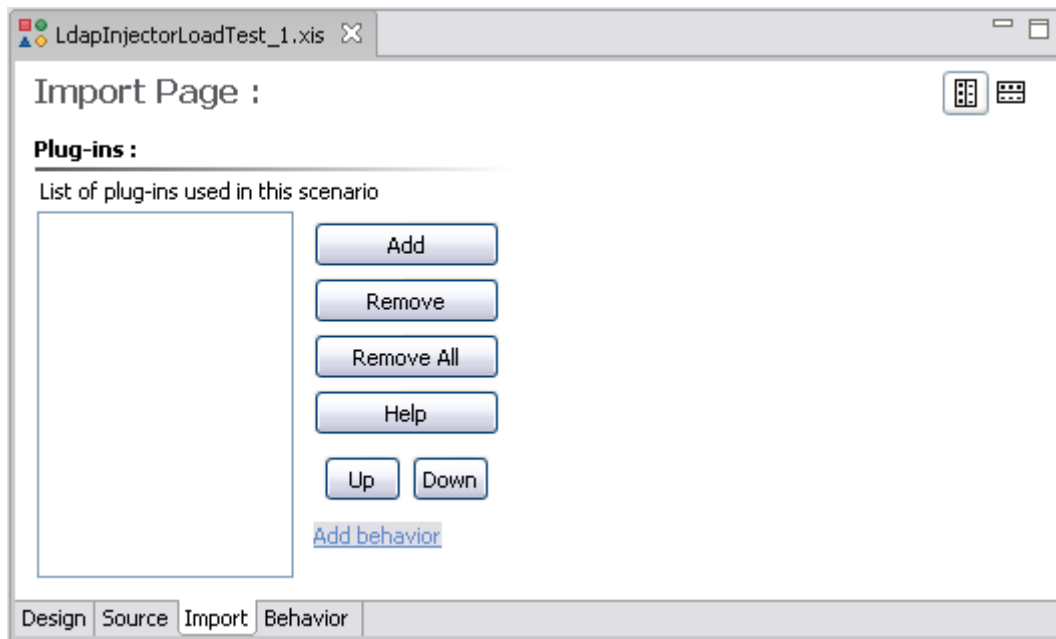 LdapInjectorLoadTest_1.xis
Import Page :
Plug-ins :
List of plug-ins used in this scenario
Add
Remove
Remove All
Help
Up Down
Add behavior
Design Source Import Behavior